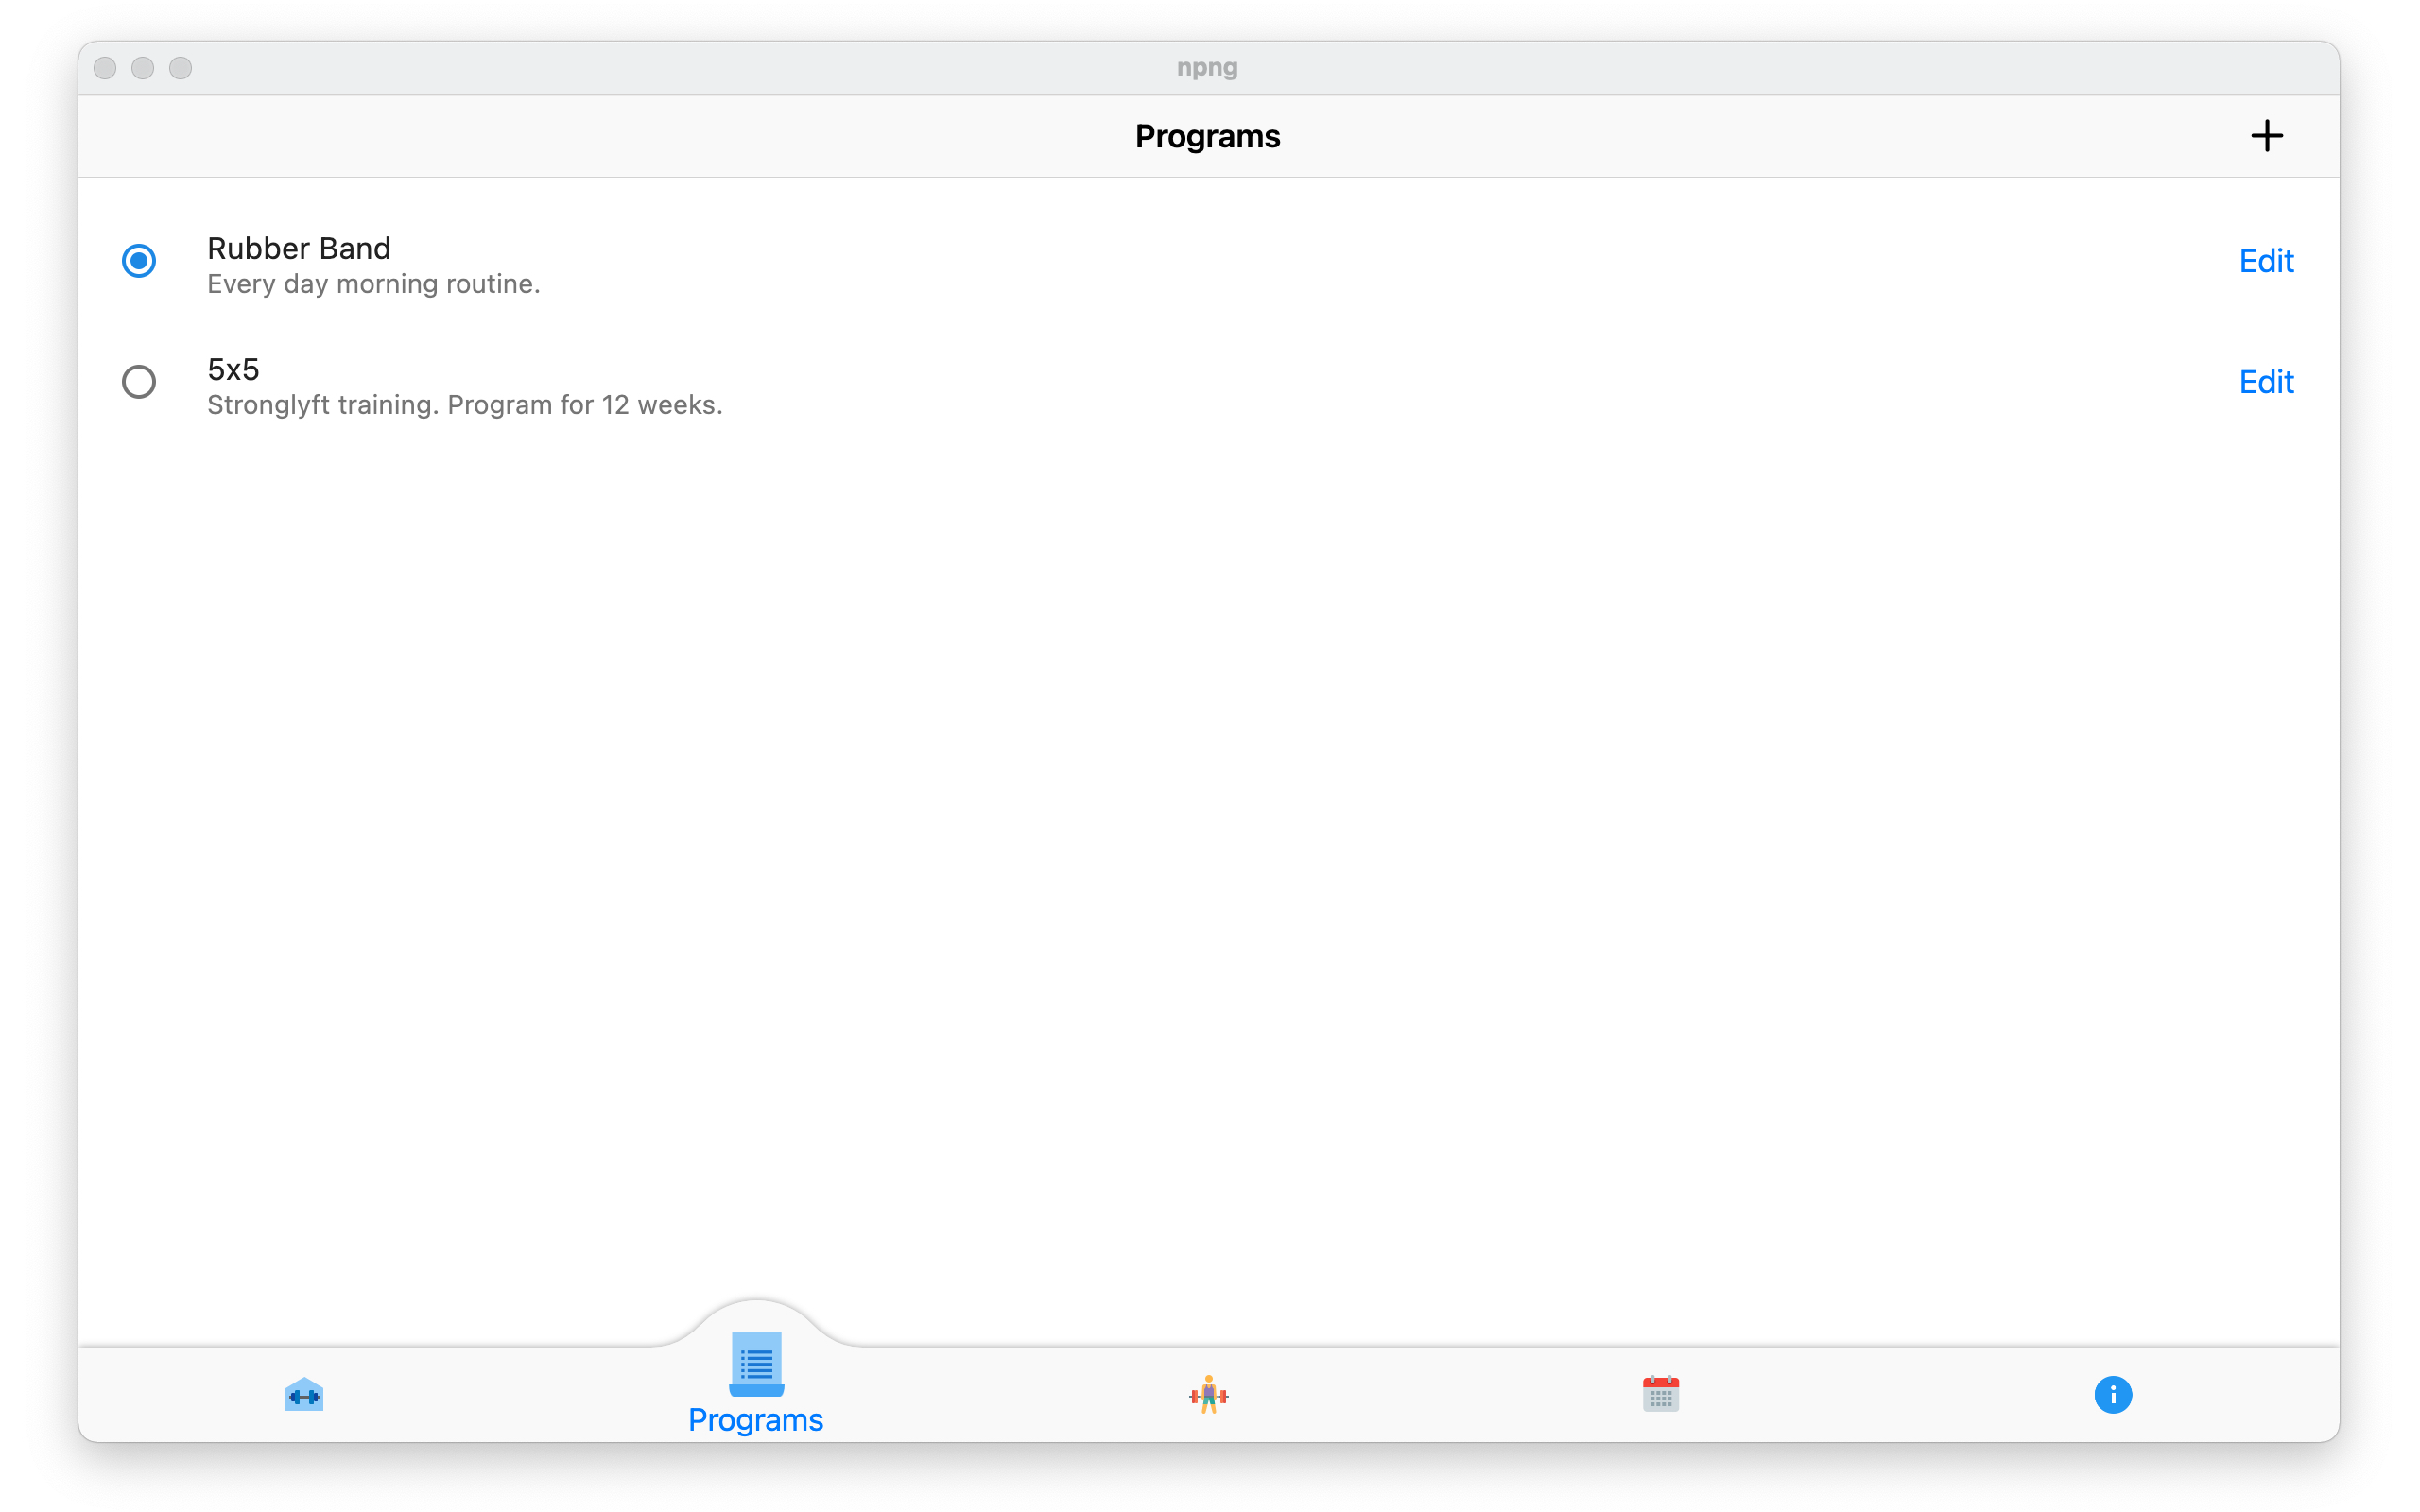 npng
Programs
Rubber Band
Every day morning routine.
Edit
5x5
Stronglyft training. Program for 12 weeks.
Edit
Programs